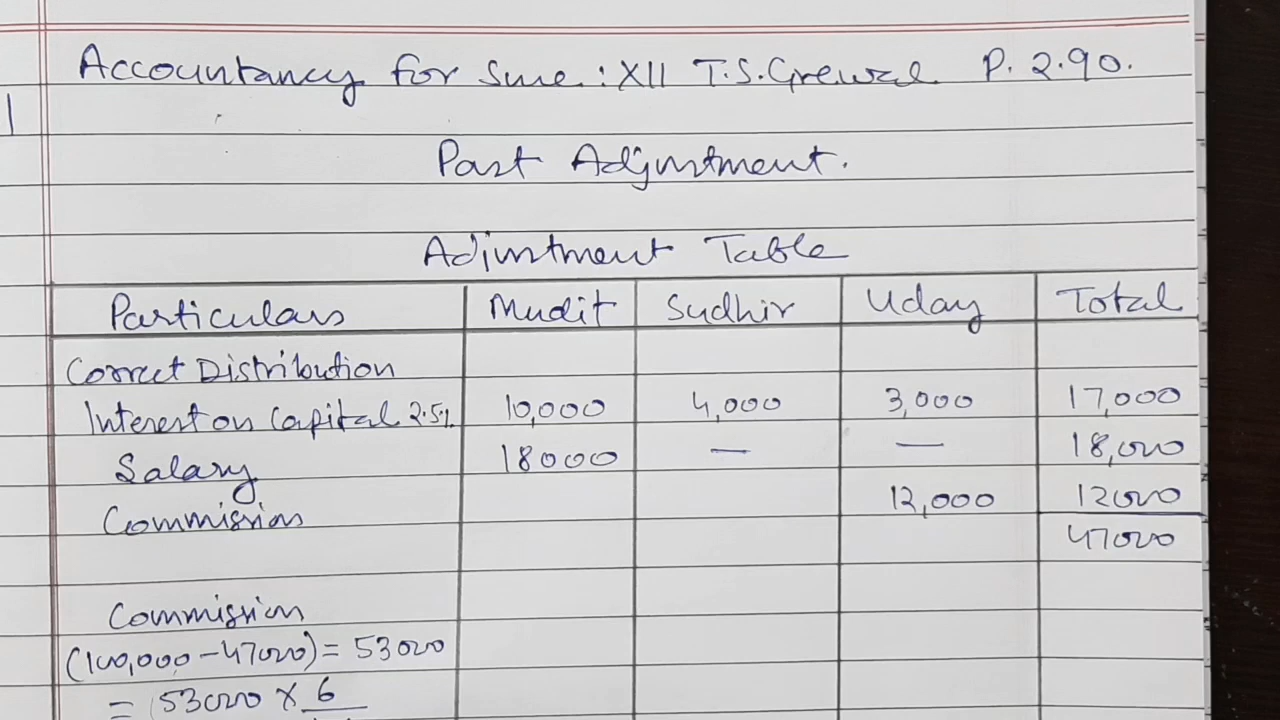 Accountancy for Sure: XII T.S. Grewal P. 2.90.
Past Adjustment.
Adjustment Table
Particulars Mudit Sudhir Uday Total
Correct Distribution
Interest on Capital 2.5% 10,000 4,000 3,000 17,000
Salary 18000 — — 18,000
Commission 12,000 12000
47000
Commission
(100,000 - 47000) = 53000
= 53000 × 6